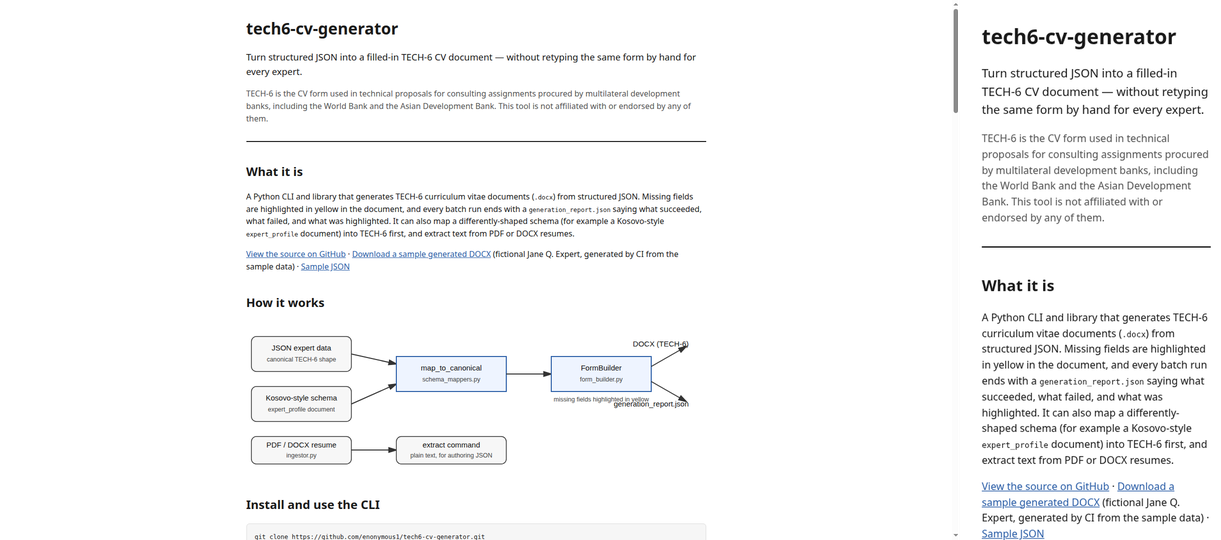 tech6-cv-generator
Turn structured JSON into a filled-in TECH-6 CV document — without retyping the same form by hand for
every expert.
TECH-6 is the CV form used in technical proposals for consulting assignments procured by multilateral development
banks, including the World Bank and the Asian Development Bank. This tool is not affiliated with or endorsed by any of
them.
What it is
A Python CLI and library that generates TECH-6 curriculum vitae documents (.docx) from structured JSON. Missing fields
are highlighted in yellow in the document, and every batch run ends with a generation_report.json saying what succeeded,
what failed, and what was highlighted. It can also map a differently-shaped schema (for example a Kosovo-style
expert_profile document) into TECH-6 first, and extract text from PDF or DOCX resumes.
View the source on GitHub · Download a sample generated DOCX (fictional Jane Q. Expert, generated by CI from the
sample data) · Sample JSON
How it works
JSON expert data
canonical TECH-6 shape
Kosovo-style schema
expert_profile document
PDF / DOCX resume
ingestor.py
map_to_canonical
schema_mappers.py
extract command
plain text, for authoring JSON
FormBuilder
form_builder.py
missing fields highlighted in yellow
DOCX (TECH-6)
generation_report.json
Install and use the CLI
git clone https://github.com/enonymous1/tech6-cv-generator.git
tech6-cv-generator
Turn structured JSON into a filled-in
TECH-6 CV document — without retyping
the same form by hand for every expert.
TECH-6 is the CV form used in technical
proposals for consulting assignments procured
by multilateral development banks, including
the World Bank and the Asian Development
Bank. This tool is not affiliated with or
endorsed by any of them.
What it is
A Python CLI and library that generates TECH-6
curriculum vitae documents (.docx) from
structured JSON. Missing fields are highlighted
in yellow in the document, and every batch run
ends with a generation_report.json saying what
succeeded, what failed, and what was
highlighted. It can also map a differently-
shaped schema (for example a Kosovo-style
expert_profile document) into TECH-6 first, and
extract text from PDF or DOCX resumes.
View the source on GitHub · Download a
sample generated DOCX (fictional Jane Q.
Expert, generated by CI from the sample data) ·
Sample JSON